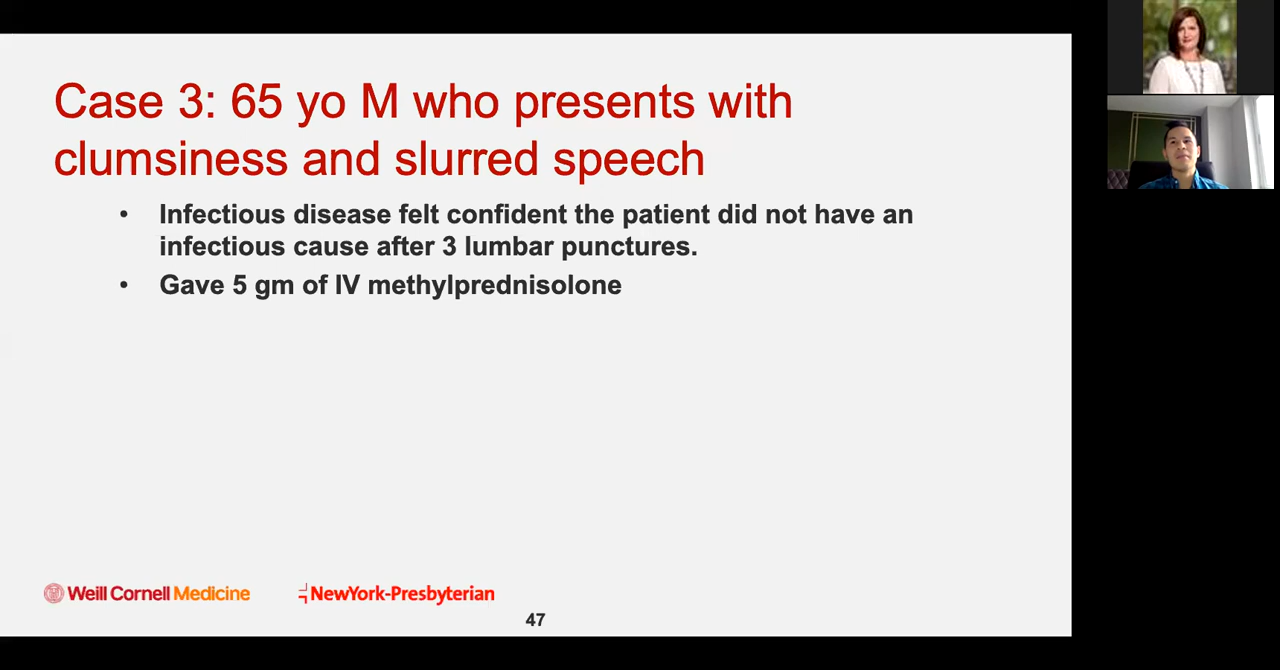 Case 3: 65 yo M who presents with
clumsiness and slurred speech
• Infectious disease felt confident the patient did not have an
infectious cause after 3 lumbar punctures.
• Gave 5 gm of IV methylprednisolone
Weill Cornell Medicine
NewYork-Presbyterian
47